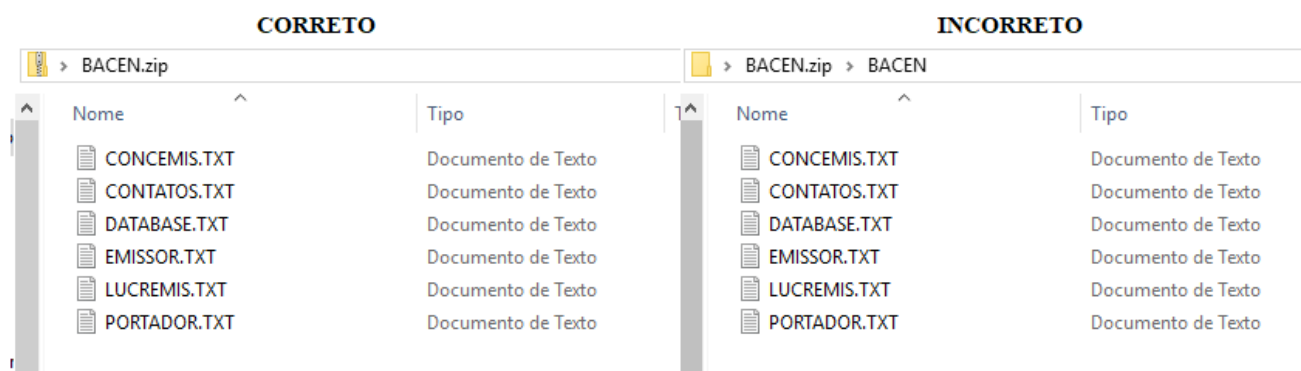 CORRETO
BACEN.zip
Nome Tipo
CONCEMIS.TXT Documento de Texto
CONTATOS.TXT Documento de Texto
DATABASE.TXT Documento de Texto
EMISSOR.TXT Documento de Texto
LUCREMIS.TXT Documento de Texto
PORTADOR.TXT Documento de Texto
INCORRETO
BACEN.zip > BACEN
Nome Tipo
CONCEMIS.TXT Documento de Texto
CONTATOS.TXT Documento de Texto
DATABASE.TXT Documento de Texto
EMISSOR.TXT Documento de Texto
LUCREMIS.TXT Documento de Texto
PORTADOR.TXT Documento de Texto